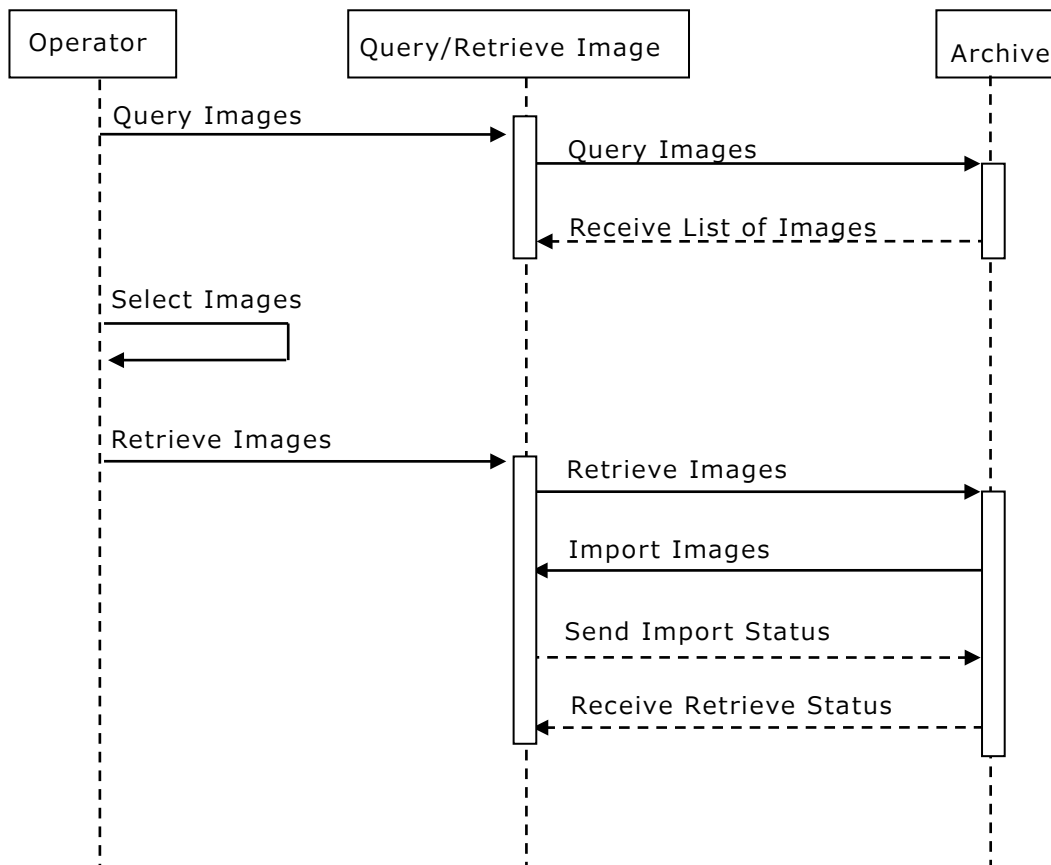 Operator
Query/Retrieve Image
Archive
Query Images
Query Images
Receive List of Images
Select Images
Retrieve Images
Retrieve Images
Import Images
Send Import Status
Receive Retrieve Status